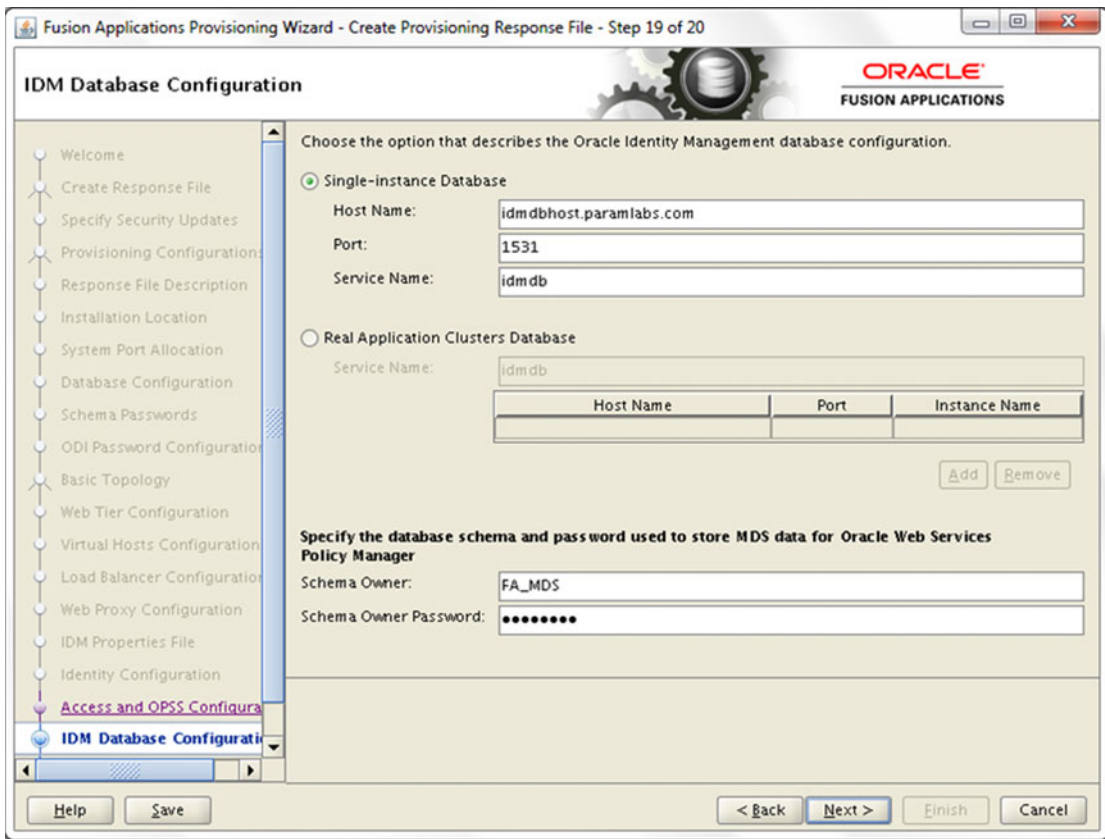 Fusion Applications Provisioning Wizard - Create Provisioning Response File - Step 19 of 20
IDM Database Configuration
ORACLE
FUSION APPLICATIONS
Welcome
Create Response File
Specify Security Updates
Provisioning Configurations
Response File Description
Installation Location
System Port Allocation
Database Configuration
Schema Passwords
ODI Password Configuration
Basic Topology
Web Tier Configuration
Virtual Hosts Configuration
Load Balancer Configuration
Web Proxy Configuration
IDM Properties File
Identity Configuration
Access and OPSS Configura
IDM Database Configurati
Choose the option that describes the Oracle Identity Management database configuration.
Single-instance Database
Host Name: idmdbhost.paramlabs.com
Port: 1531
Service Name: idmdb
Real Application Clusters Database
Service Name: idmdb
Host Name Port Instance Name
Add Remove
Specify the database schema and password used to store MDS data for Oracle Web Services
Policy Manager
Schema Owner: FA_MDS
Schema Owner Password: ••••••••
Help Save < Back Next > Finish Cancel